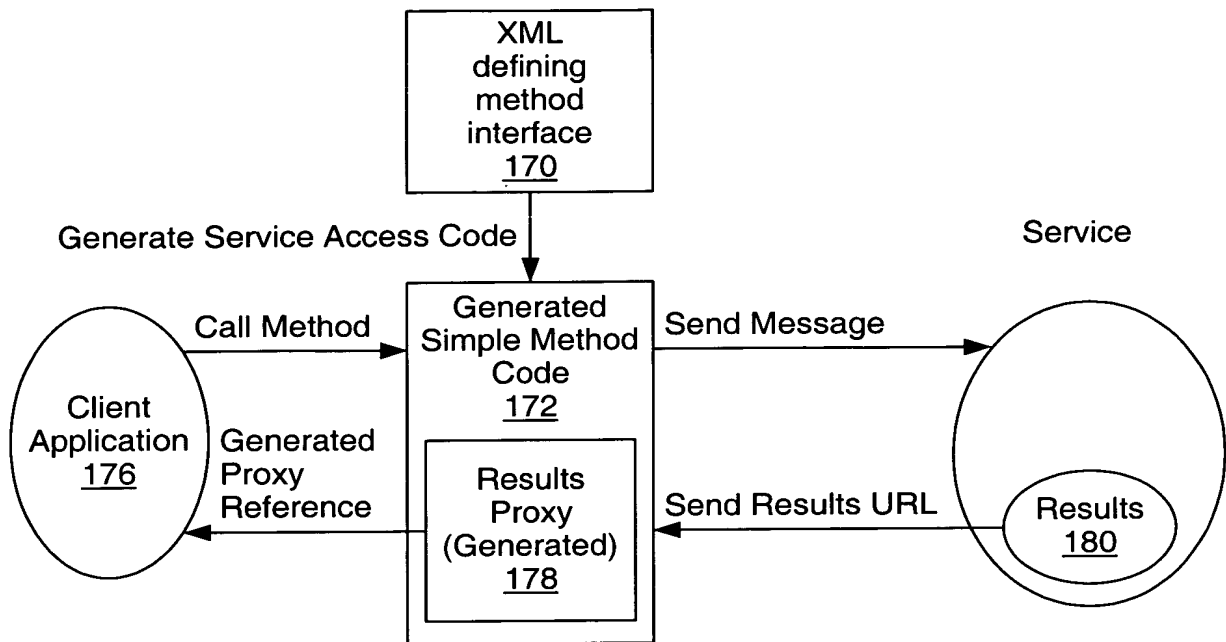 XML
defining
method
interface
170
Generate Service Access Code
Service
Call Method
Generated
Simple Method
Code
172
Send Message
Client
Application
176
Generated
Proxy
Reference
Results
Proxy
(Generated)
178
Send Results URL
Results
180